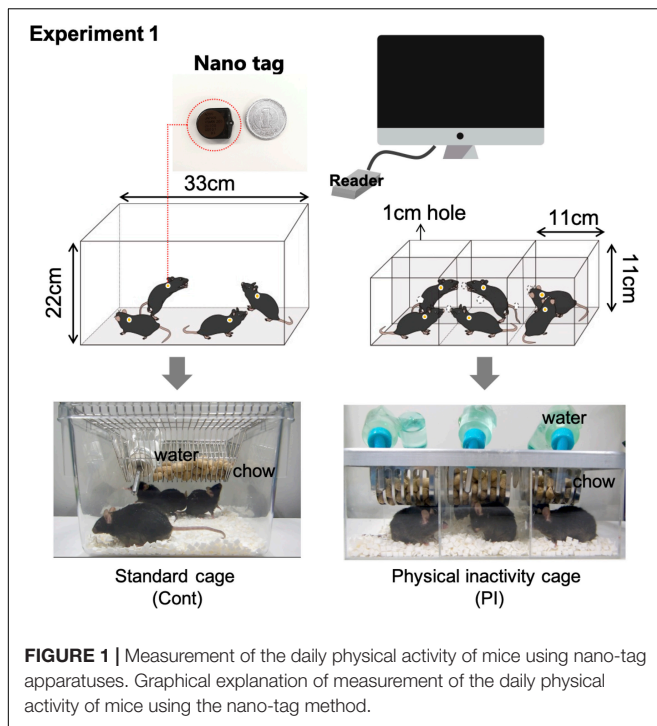 Experiment 1
Nano tag
Reader
33cm
1cm hole
11cm
22cm
11cm
water
chow
water
chow
Standard cage
(Cont)
Physical inactivity cage
(PI)
FIGURE 1 | Measurement of the daily physical activity of mice using nano-tag
apparatuses. Graphical explanation of measurement of the daily physical
activity of mice using the nano-tag method.